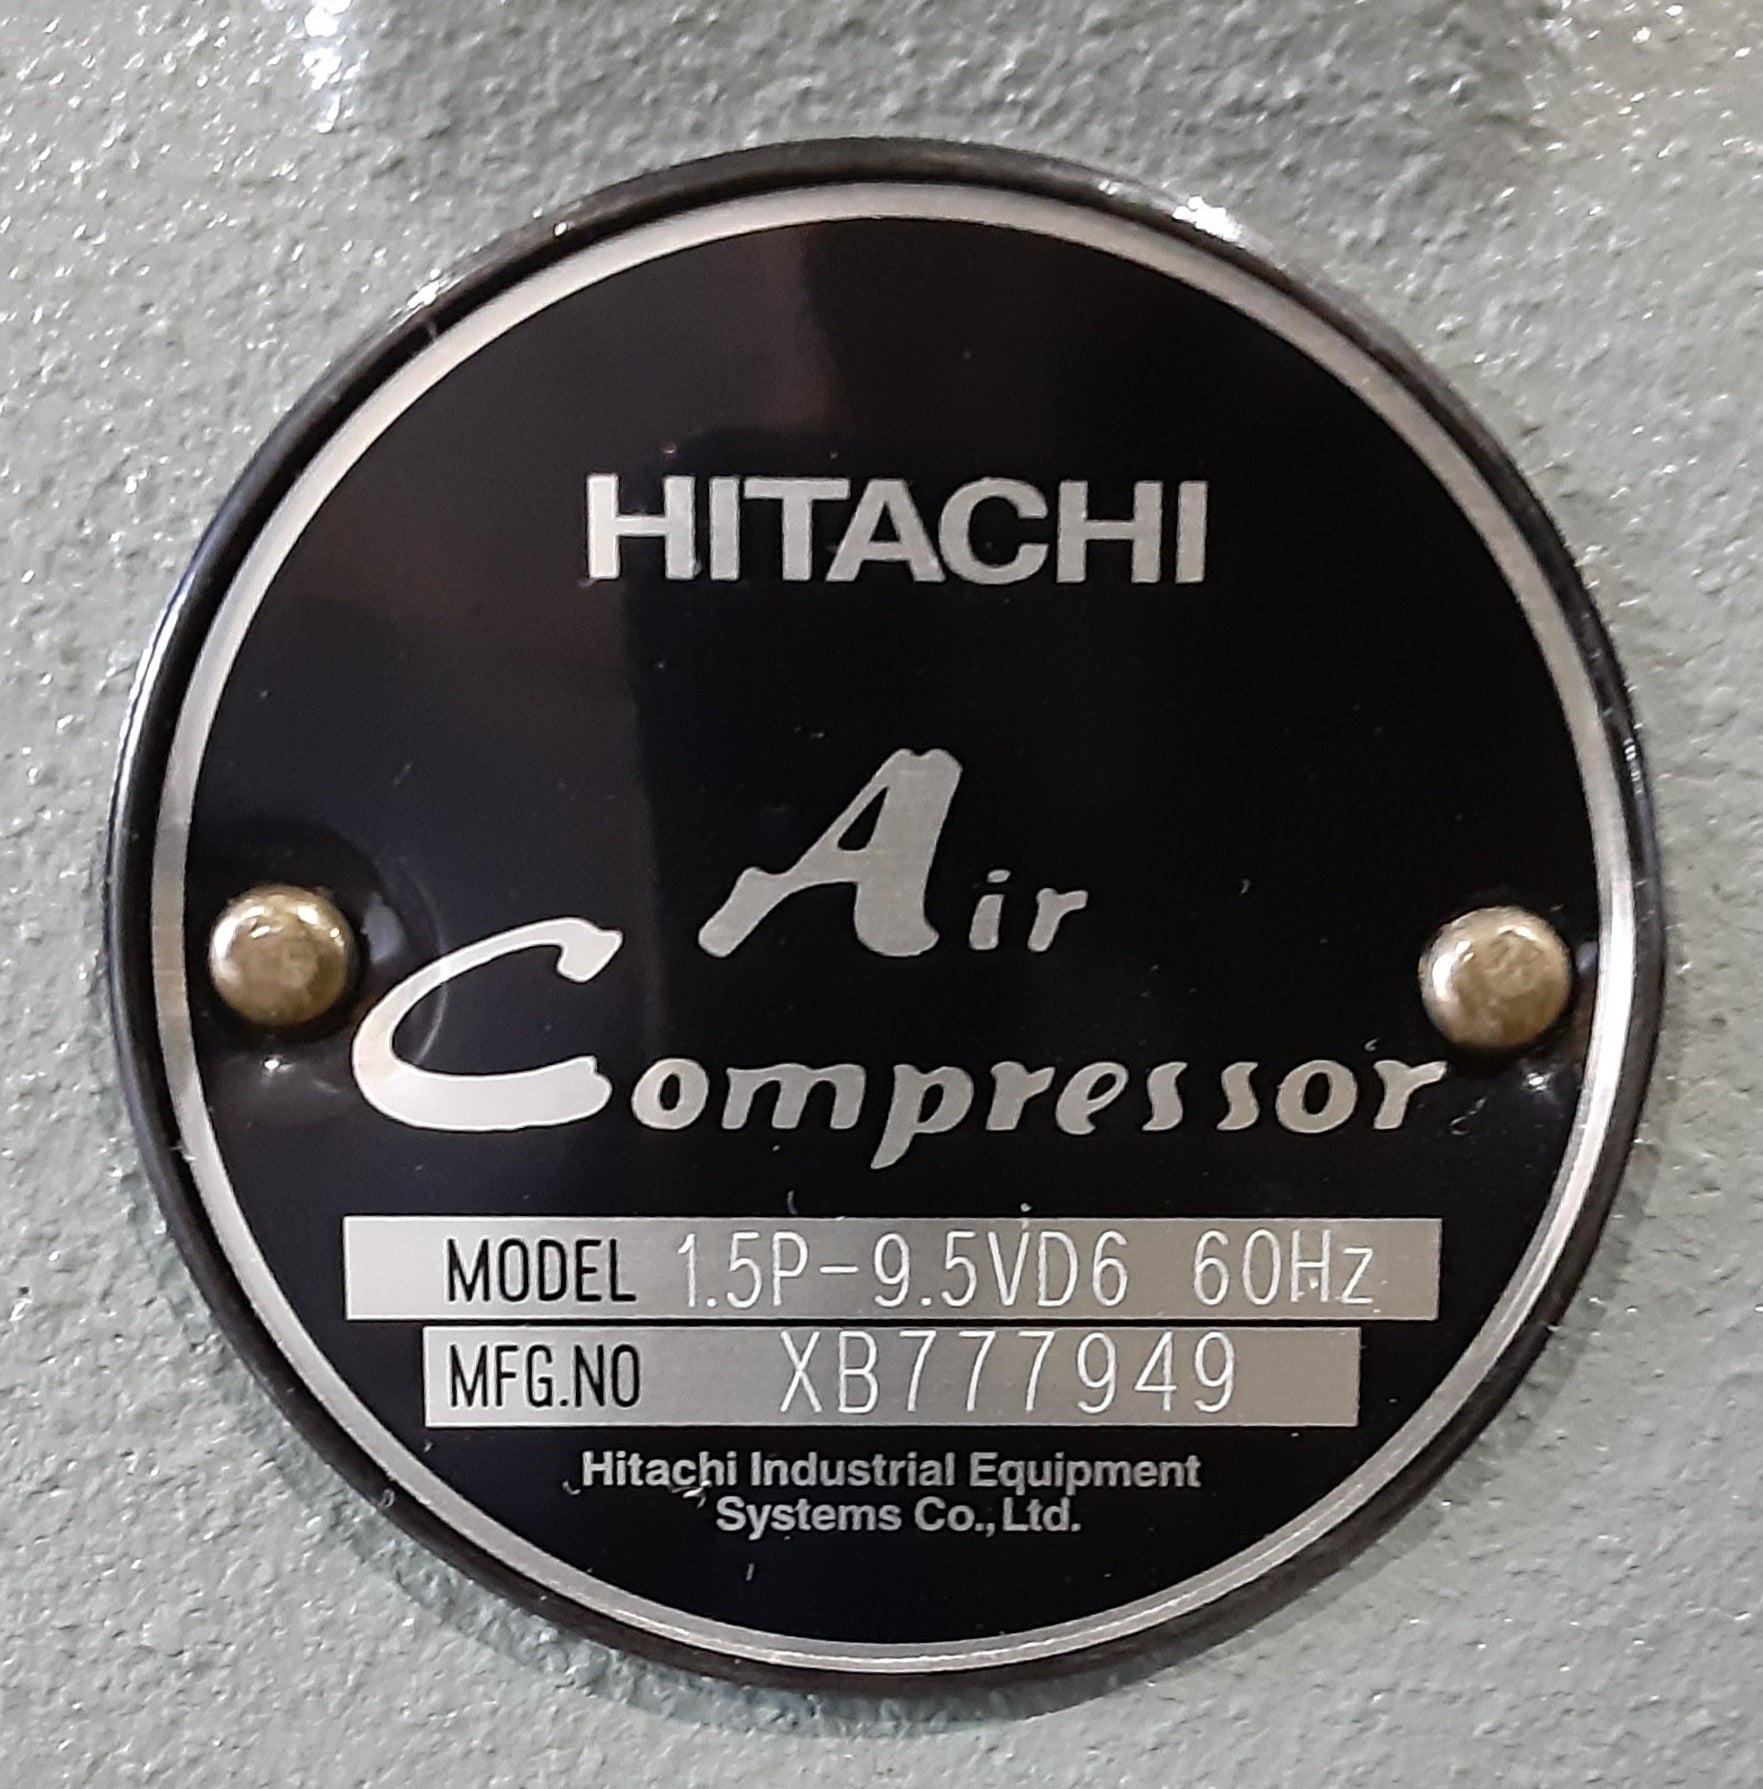 HITACHI
Air
Compressor
MODEL 1.5P-9.5VD6 60Hz
MFG.NO XB777949
Hitachi Industrial Equipment
Systems Co.,Ltd.